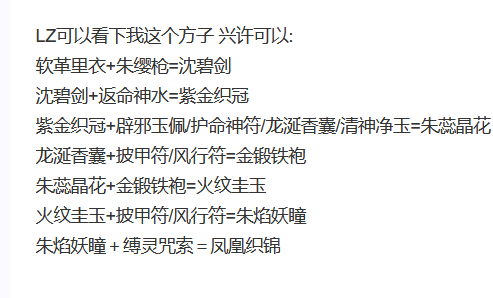 LZ可以看下我这个方子 兴许可以:
软革里衣+朱缨枪=沈碧剑
沈碧剑+返命神水=紫金织冠
紫金织冠+辟邪玉佩/护命神符/龙涎香囊/清神净玉=朱蕊晶花
龙涎香囊+披甲符/风行符=金锻铁袍
朱蕊晶花+金锻铁袍=火纹圭玉
火纹圭玉+披甲符/风行符=朱焰妖瞳
朱焰妖瞳＋缚灵咒索＝凤凰织锦